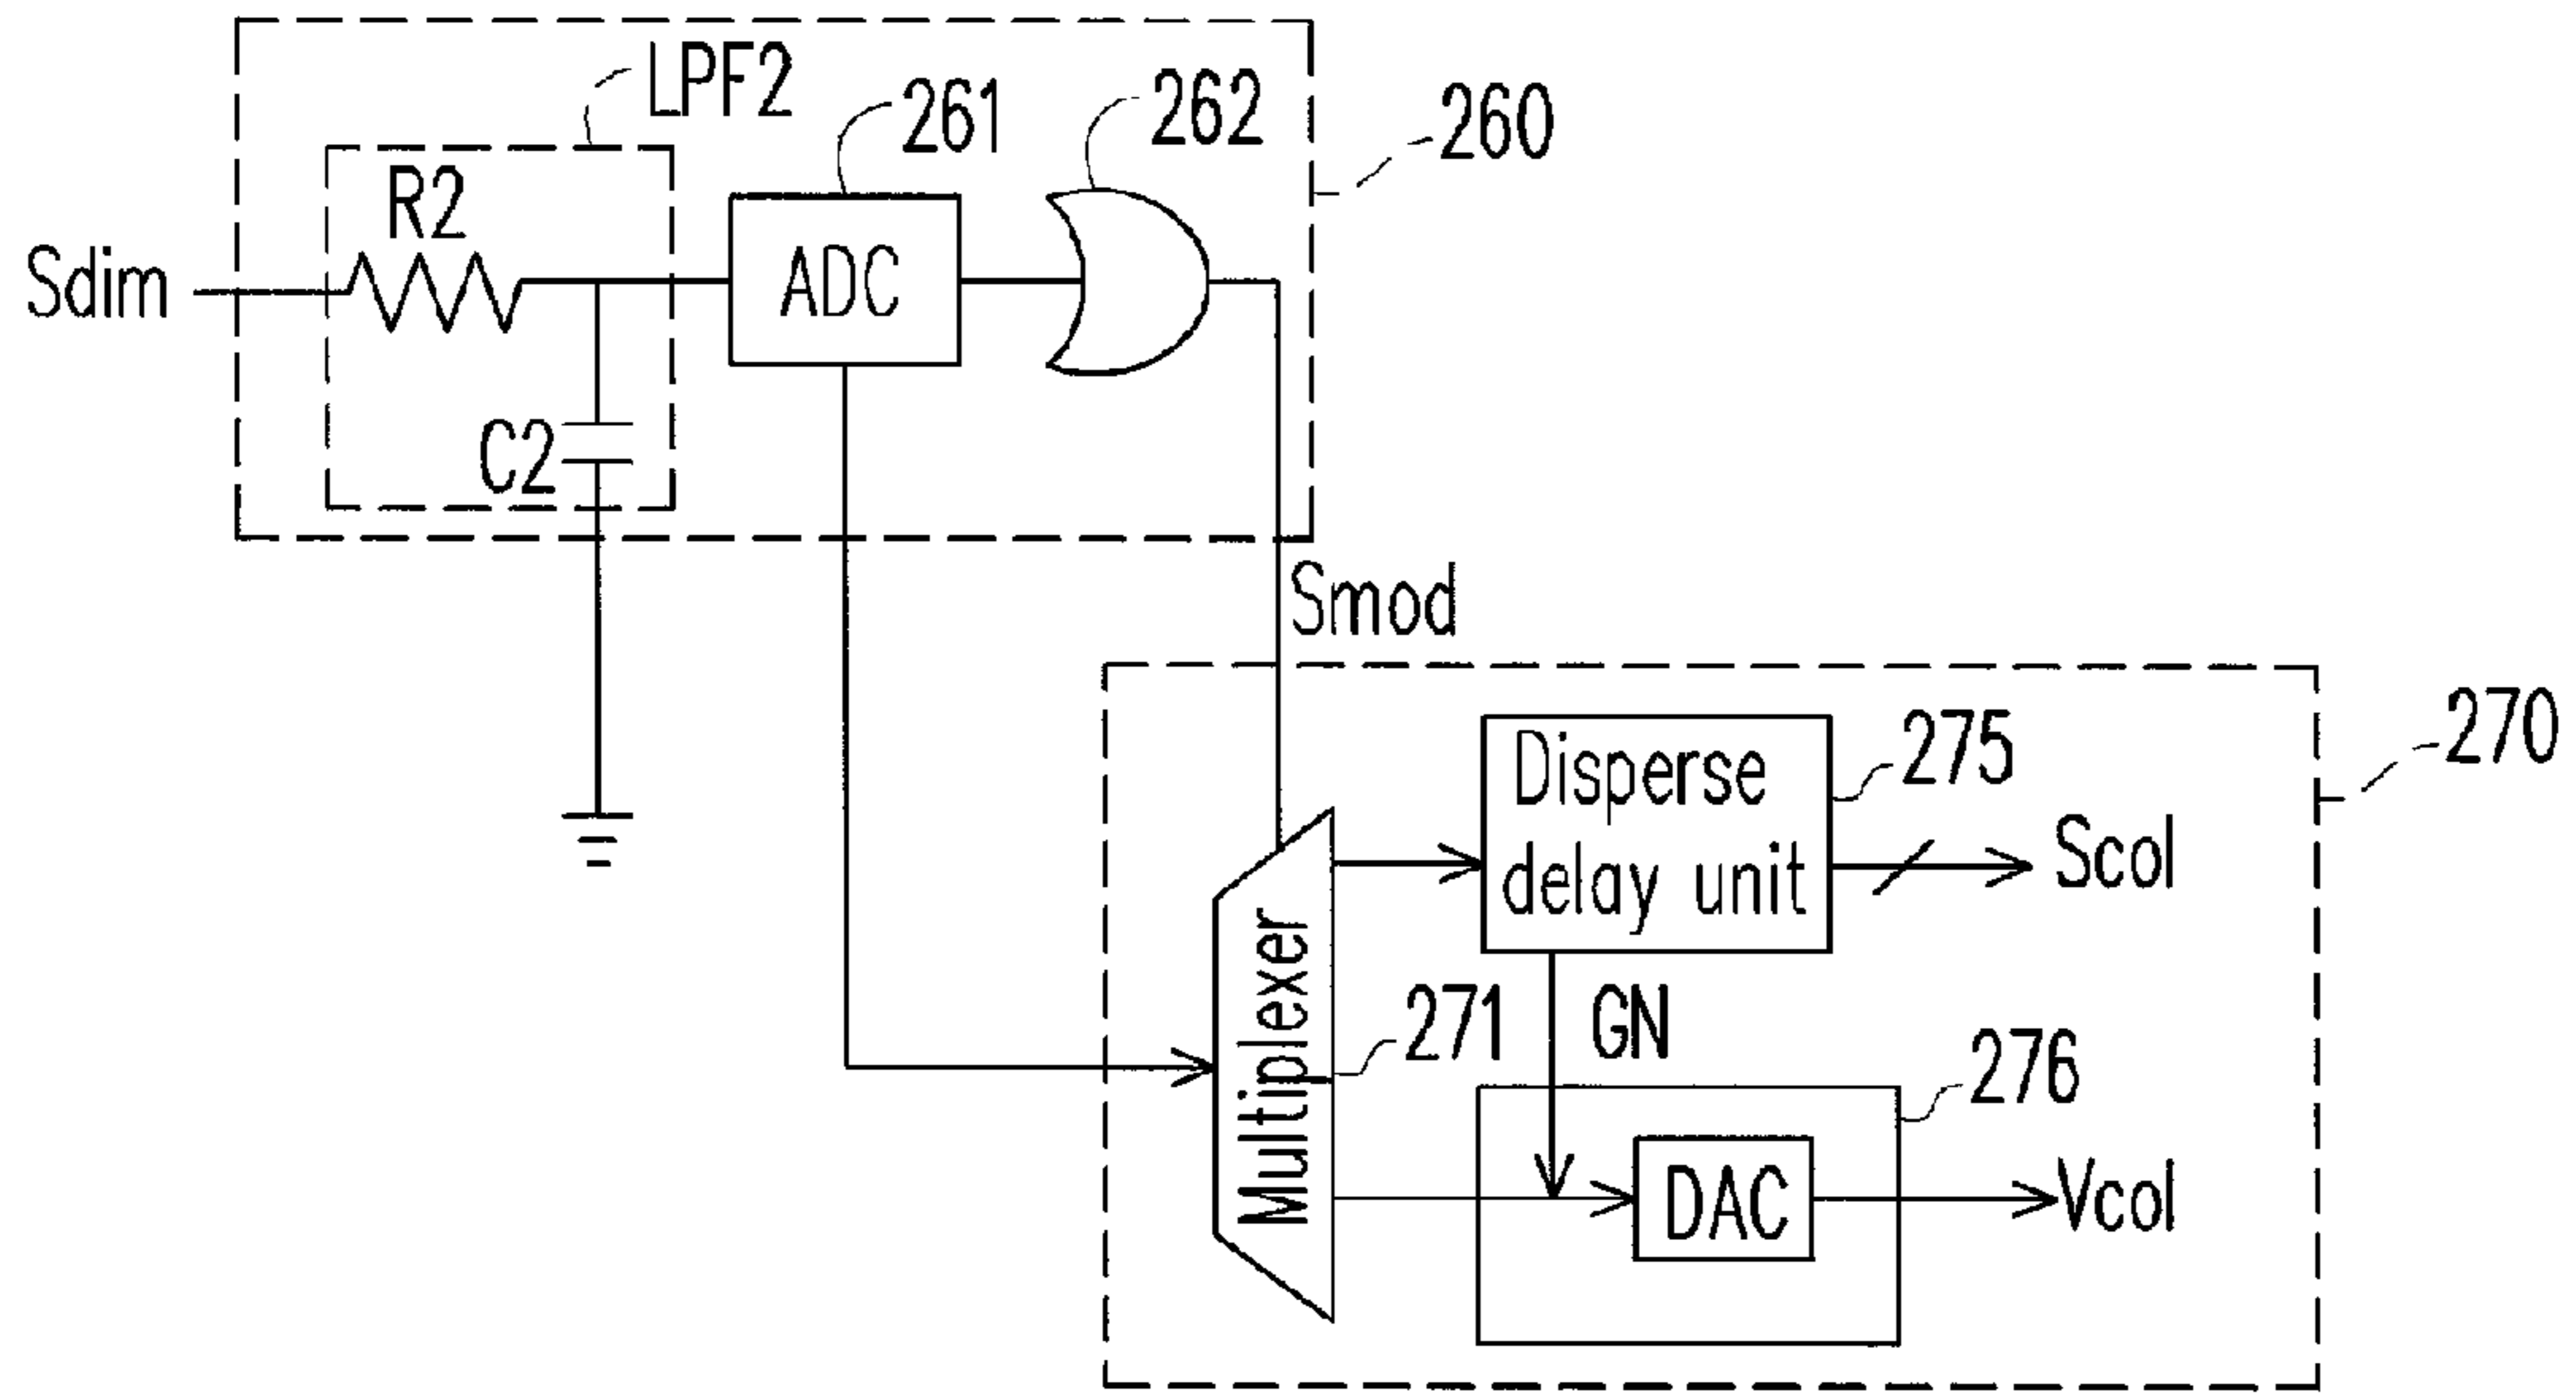 LPF2
261
262
260
R2
Sdim
ADC
C2
Smod
270
Disperse
delay unit
275
Scol
Multiplexer
271
GN
276
DAC
Vcol